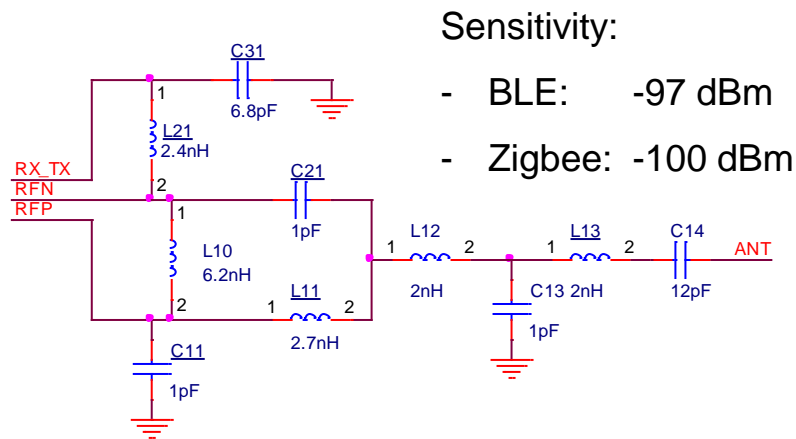 Sensitivity:
- BLE: -97 dBm
- Zigbee: -100 dBm
C31
6.8pF
1
L21
2.4nH
2
RX_TX
RFN
RFP
C21
1pF
1
L10
6.2nH
2
L11
1 2
2.7nH
C11
1pF
L12
1 2
2nH
C13
1pF
L13
1 2
2nH
C14
12pF
ANT